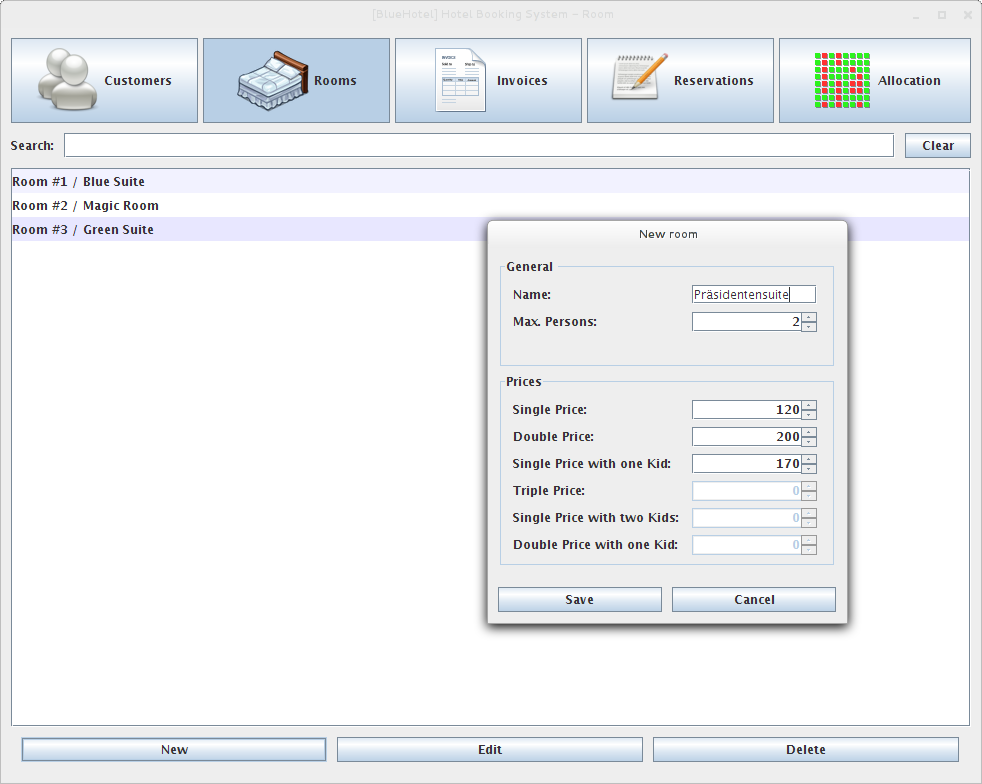 [BlueHotel] Hotel Booking System – Room
Customers
Rooms
INVOICE
Invoices
Reservations
Allocation
Search:
Clear
Room #1 / Blue Suite
Room #2 / Magic Room
Room #3 / Green Suite
New room
General
Name: Präsidentensuite
Max. Persons: 2
Prices
Single Price: 120
Double Price: 200
Single Price with one Kid: 170
Triple Price: 0
Single Price with two Kids: 0
Double Price with one Kid: 0
Save
Cancel
New
Edit
Delete